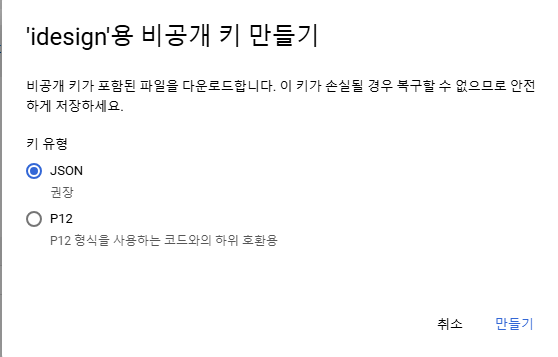 'idesign'용 비공개 키 만들기
비공개 키가 포함된 파일을 다운로드합니다. 이 키가 손실될 경우 복구할 수 없으므로 안전
하게 저장하세요.
키 유형
JSON
권장
P12
P12 형식을 사용하는 코드와의 하위 호환용
취소 만들기